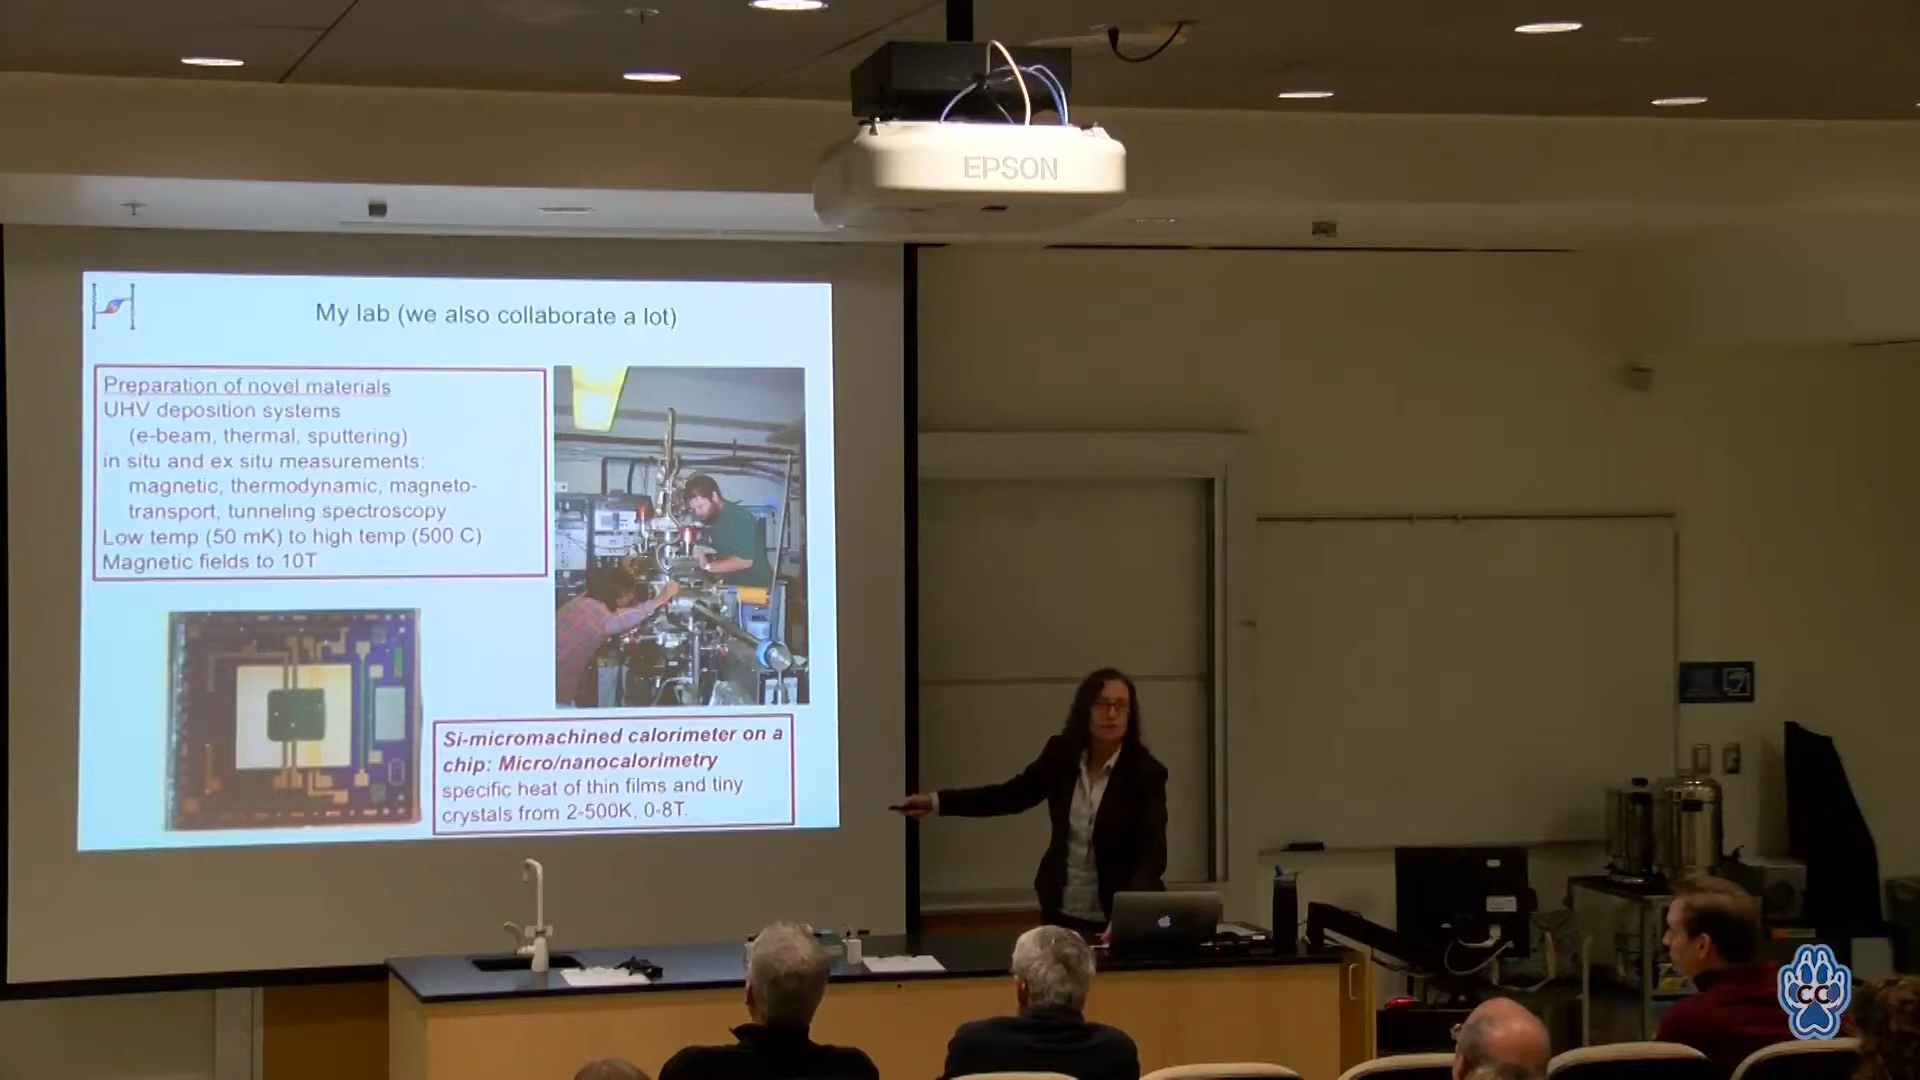 EPSON
My lab (we also collaborate a lot)
Preparation of novel materials
UHV deposition systems
(e-beam, thermal, sputtering)
in situ and ex situ measurements:
magnetic, thermodynamic, magneto-
transport, tunneling spectroscopy
Low temp (50 mK) to high temp (500 C)
Magnetic fields to 10T
Si-micromachined calorimeter on a
chip: Micro/nanocalorimetry
specific heat of thin films and tiny
crystals from 2-500K, 0-8T.
CC